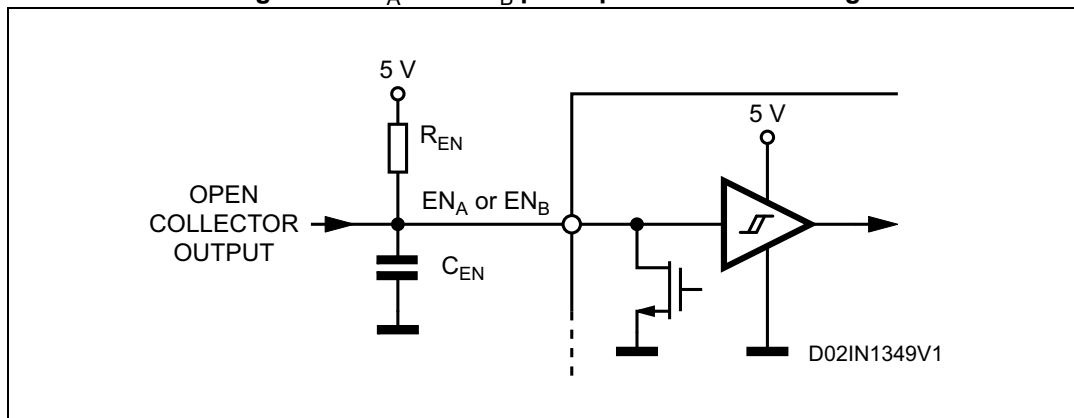 5 V
R_EN
5 V
OPEN
COLLECTOR
OUTPUT
EN_A or EN_B
C_EN
D02IN1349V1